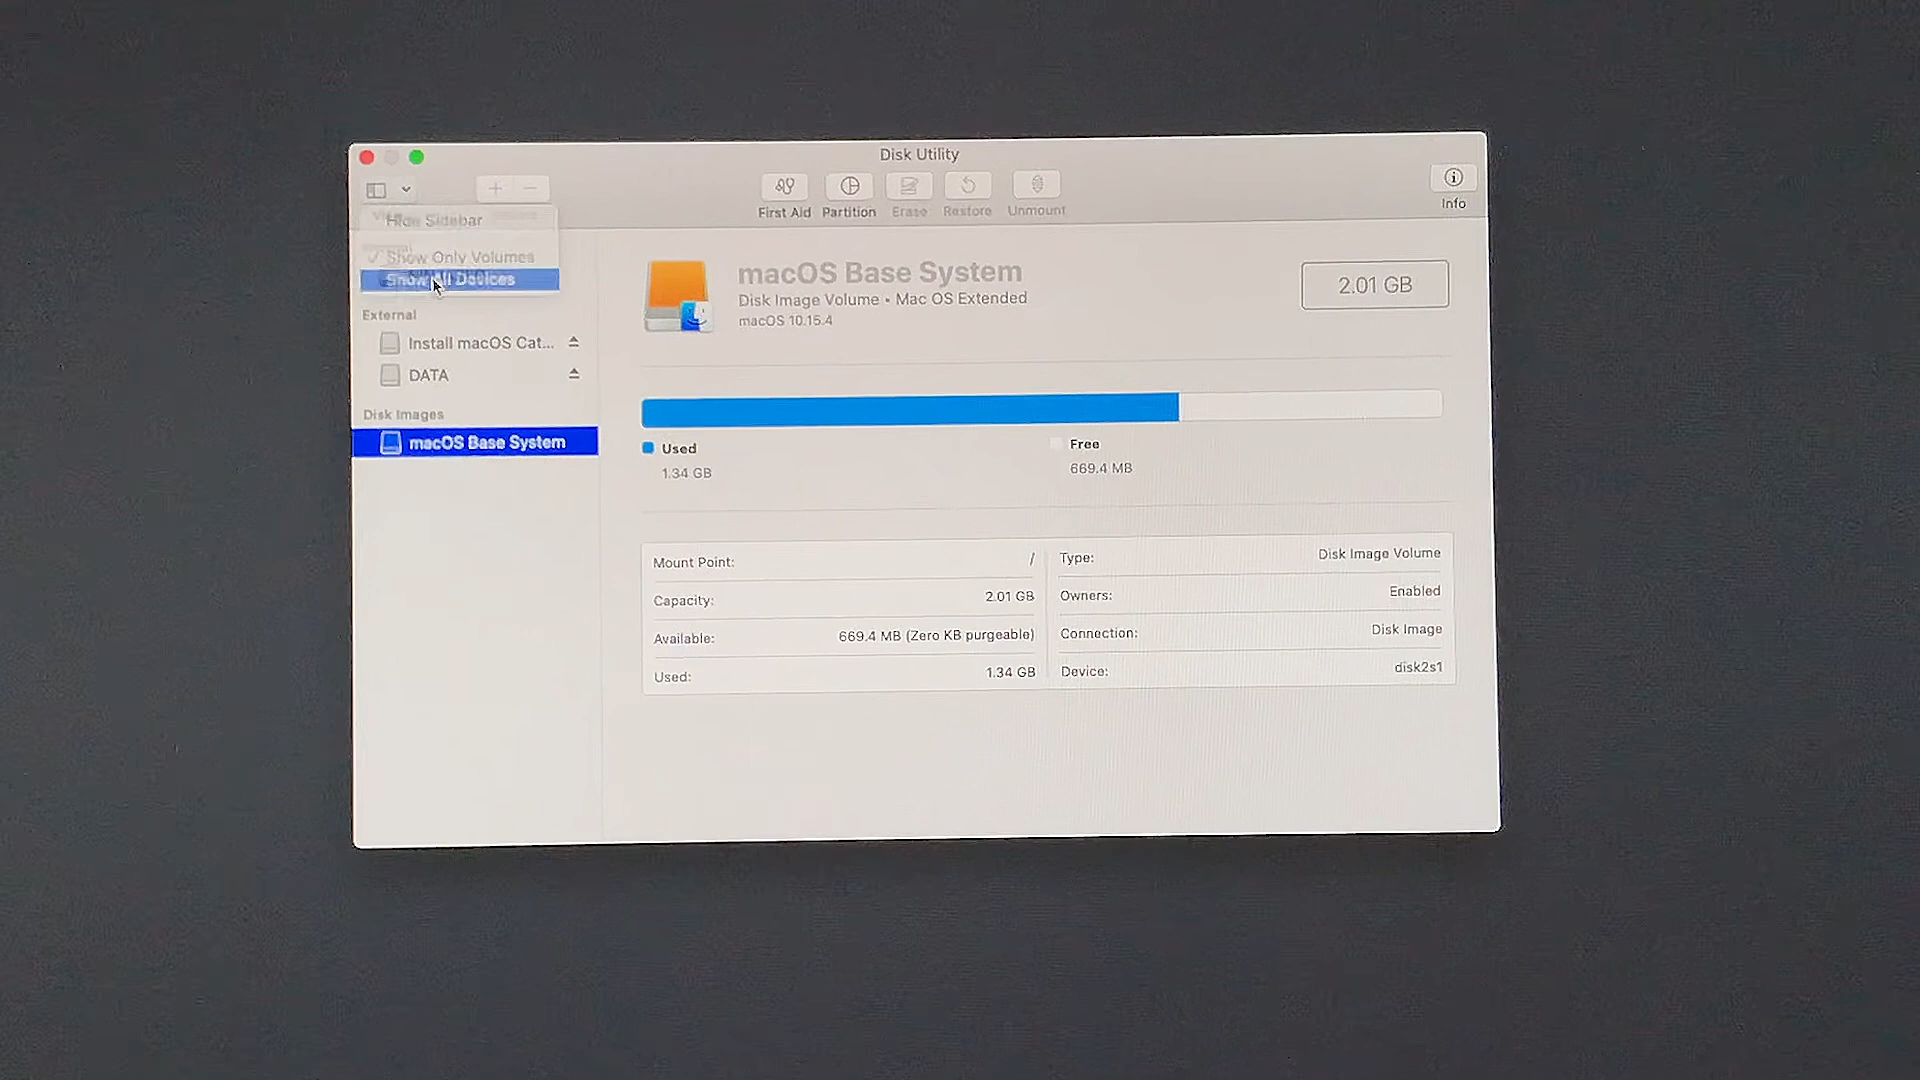 Disk Utility
First Aid
Partition
Erase
Restore
Unmount
Info
Hide Sidebar
Show Only Volumes
Show All Devices
External
Install macOS Cat...
DATA
Disk Images
macOS Base System
macOS Base System
Disk Image Volume • Mac OS Extended
macOS 10.15.4
2.01 GB
Used
1.34 GB
Free
669.4 MB
Mount Point: /
Capacity: 2.01 GB
Available: 669.4 MB (Zero KB purgeable)
Used: 1.34 GB
Type: Disk Image Volume
Owners: Enabled
Connection: Disk Image
Device: disk2s1